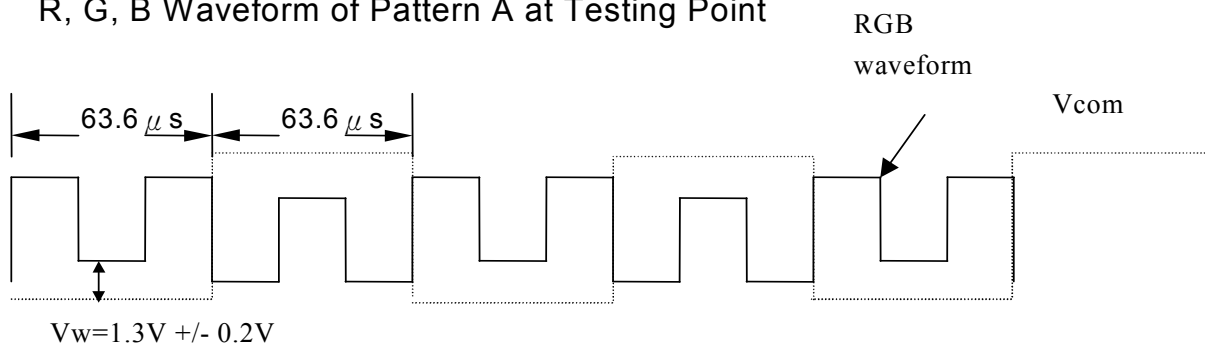 R, G, B Waveform of Pattern A at Testing Point
RGB
waveform
Vcom
63.6 μ s
63.6 μ s
Vw=1.3V +/- 0.2V